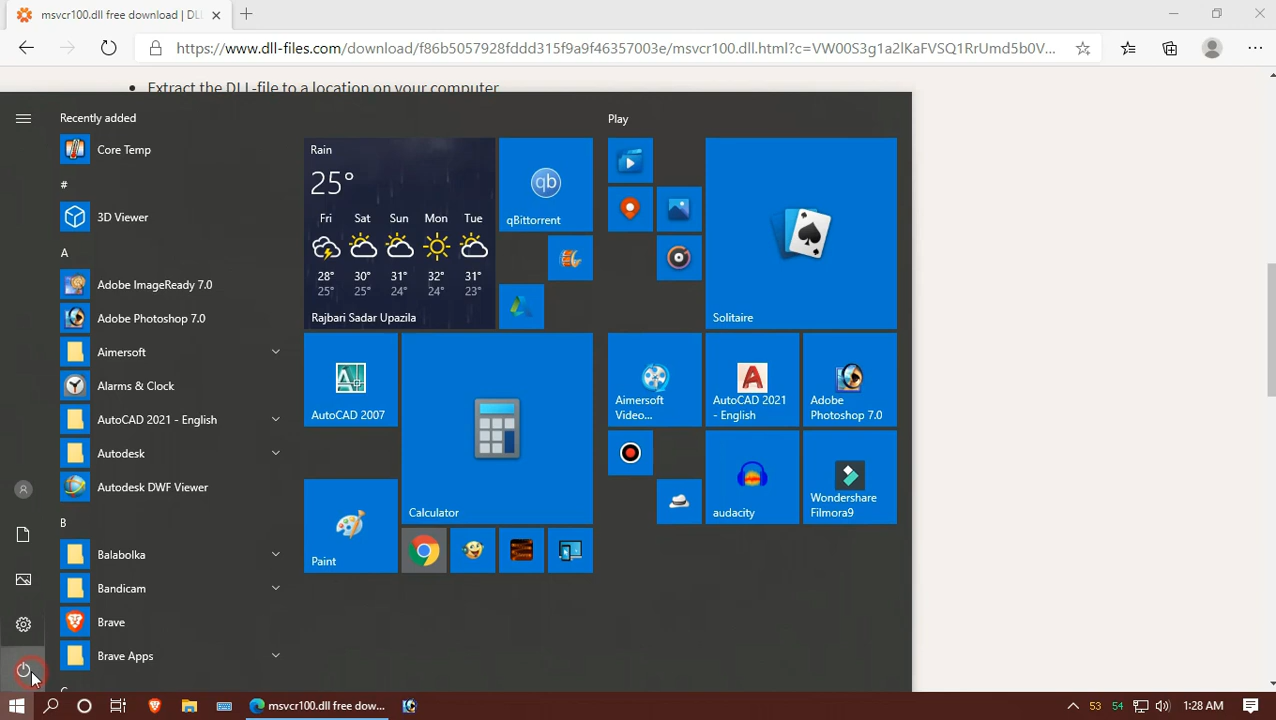 msvcr100.dll free download | DLL
https://www.dll-files.com/download/f86b5057928fddd315f9a9f46357003e/msvcr100.dll.html?c=VW00S3g1a2lKaFVSQ1RrUmd5b0V...
Extract the DLL-file to a location on your computer
Recently added
Core Temp
#
3D Viewer
A
Adobe ImageReady 7.0
Adobe Photoshop 7.0
Aimersoft
Alarms & Clock
AutoCAD 2021 - English
Autodesk
Autodesk DWF Viewer
B
Balabolka
Bandicam
Brave
Brave Apps
Rain
25°
Fri Sat Sun Mon Tue
28° 30° 31° 32° 31°
25° 25° 24° 24° 23°
Rajbari Sadar Upazila
qb
qBittorrent
AutoCAD 2007
Calculator
Paint
Play
Solitaire
Aimersoft
Video...
AutoCAD 2021
- English
Adobe
Photoshop 7.0
audacity
Wondershare
Filmora9
msvcr100.dll free dow...
53 54
1:28 AM